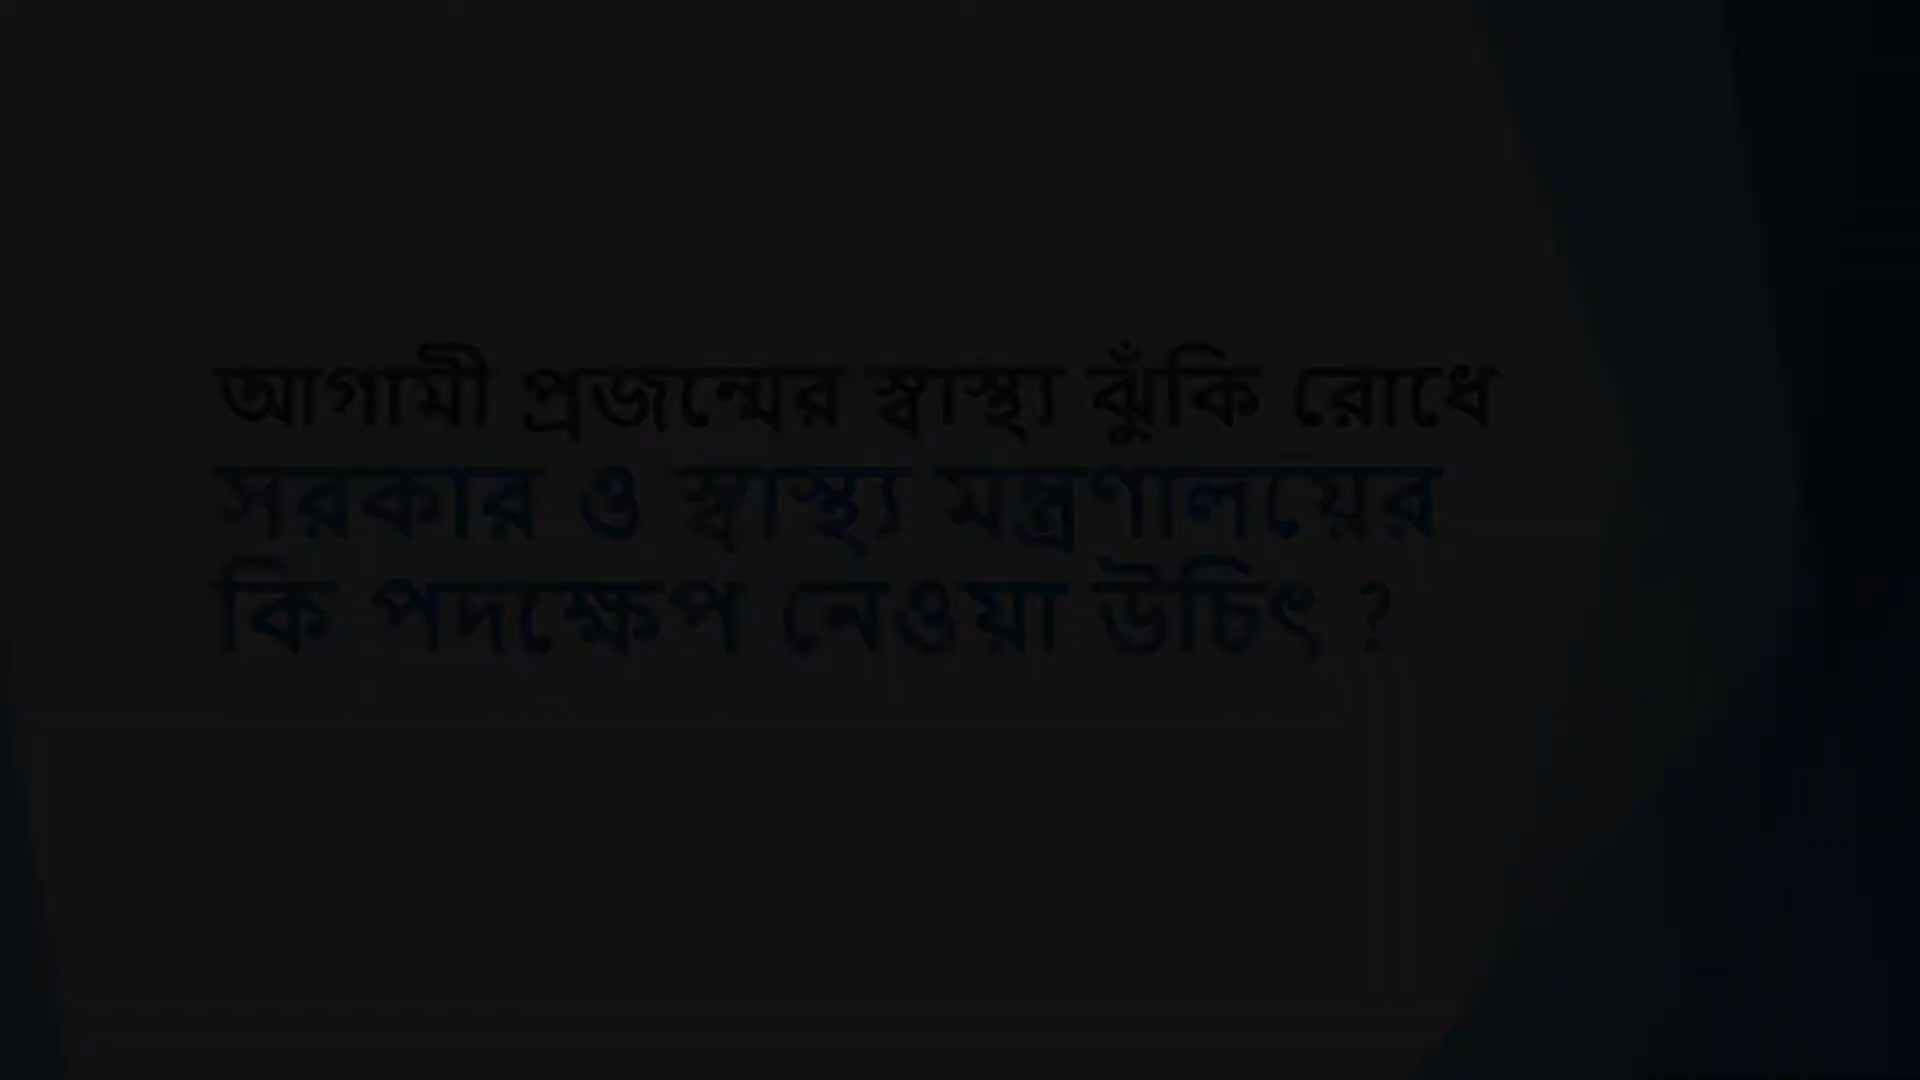 আগামী প্রজন্মের স্বাস্থ্য ঝুঁকি রোধে
সরকার ও স্বাস্থ্য মন্ত্রণালয়ের
কি পদক্ষেপ নেওয়া উচিৎ ?